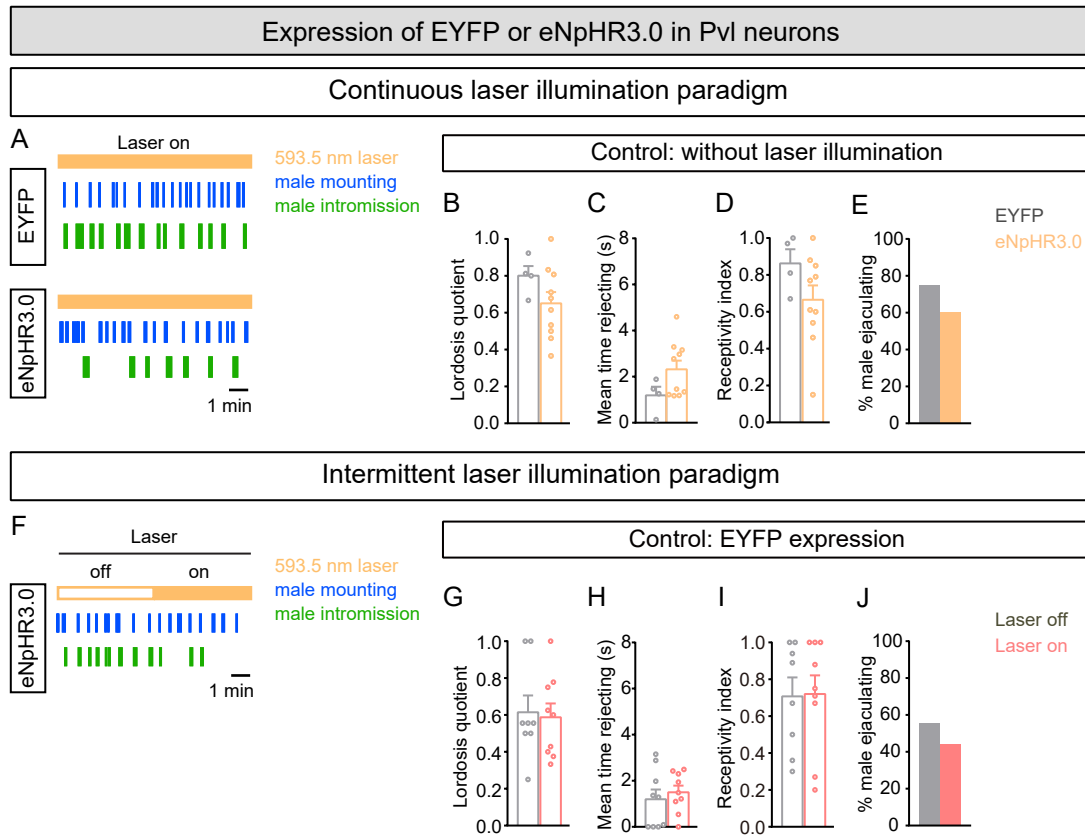 Expression of EYFP or eNpHR3.0 in Pvl neurons
Continuous laser illumination paradigm
A
Laser on
593.5 nm laser
male mounting
male intromission
EYFP
eNpHR3.0
1 min
Control: without laser illumination
B
Lordosis quotient
1.0
0.8
0.6
0.4
0.2
0.0
C
Mean time rejecting (s)
8
6
4
2
0
D
Receptivity index
1.0
0.8
0.6
0.4
0.2
0.0
E
% male ejaculating
100
80
60
40
20
0
EYFP
eNpHR3.0
Intermittent laser illumination paradigm
F
Laser
off on
593.5 nm laser
male mounting
male intromission
eNpHR3.0
1 min
Control: EYFP expression
G
Lordosis quotient
1.0
0.8
0.6
0.4
0.2
0.0
H
Mean time rejecting (s)
8
6
4
2
0
I
Receptivity index
1.0
0.8
0.6
0.4
0.2
0.0
J
% male ejaculating
100
80
60
40
20
0
Laser off
Laser on